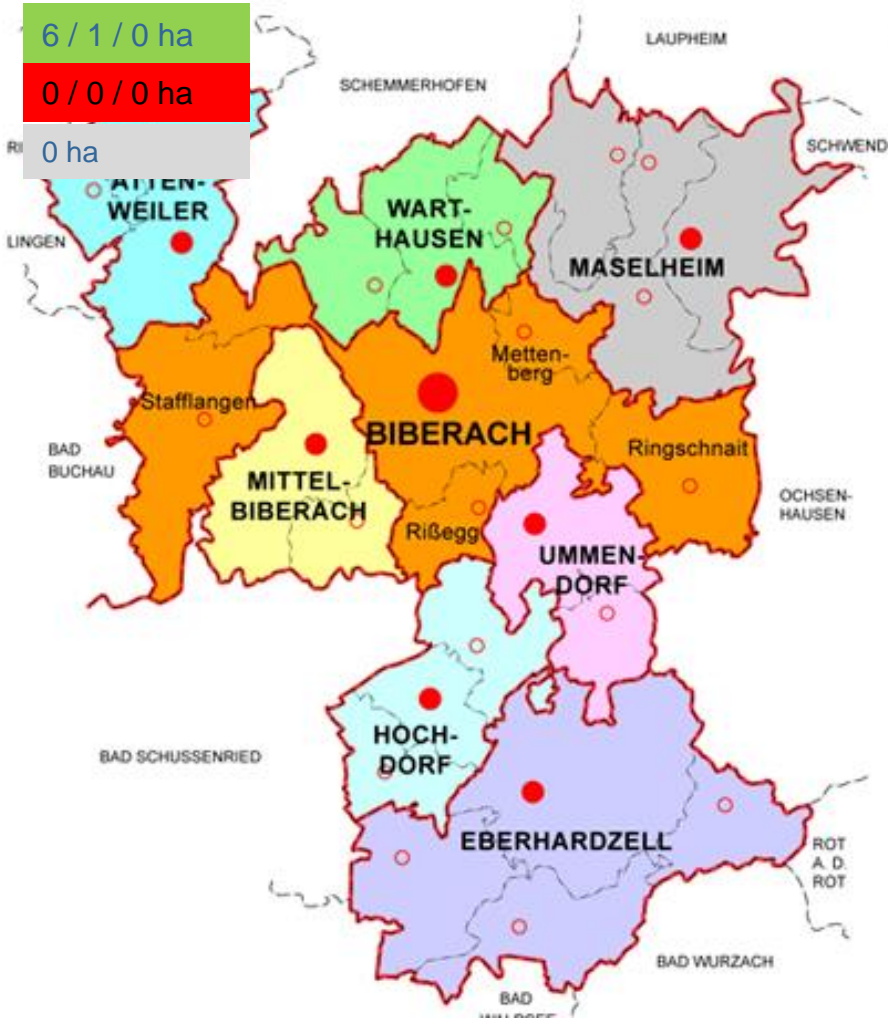 6 / 1 / 0 ha
0 / 0 / 0 ha
0 ha
LAUPHEIM
SCHEMMERHOFEN
SCHWEND
ATTEN-
WEILER
LINGEN
WART-
HAUSEN
MASELHEIM
Metten-
berg
Stafflangen
BIBERACH
Ringschnait
BAD
BUCHAU
MITTEL-
BIBERACH
Rißegg
OCHSEN-
HAUSEN
UMMEN-
DORF
HOCH-
DORF
BAD SCHUSSENRIED
EBERHARDZELL
ROT
A. D.
ROT
BAD WURZACH
BAD